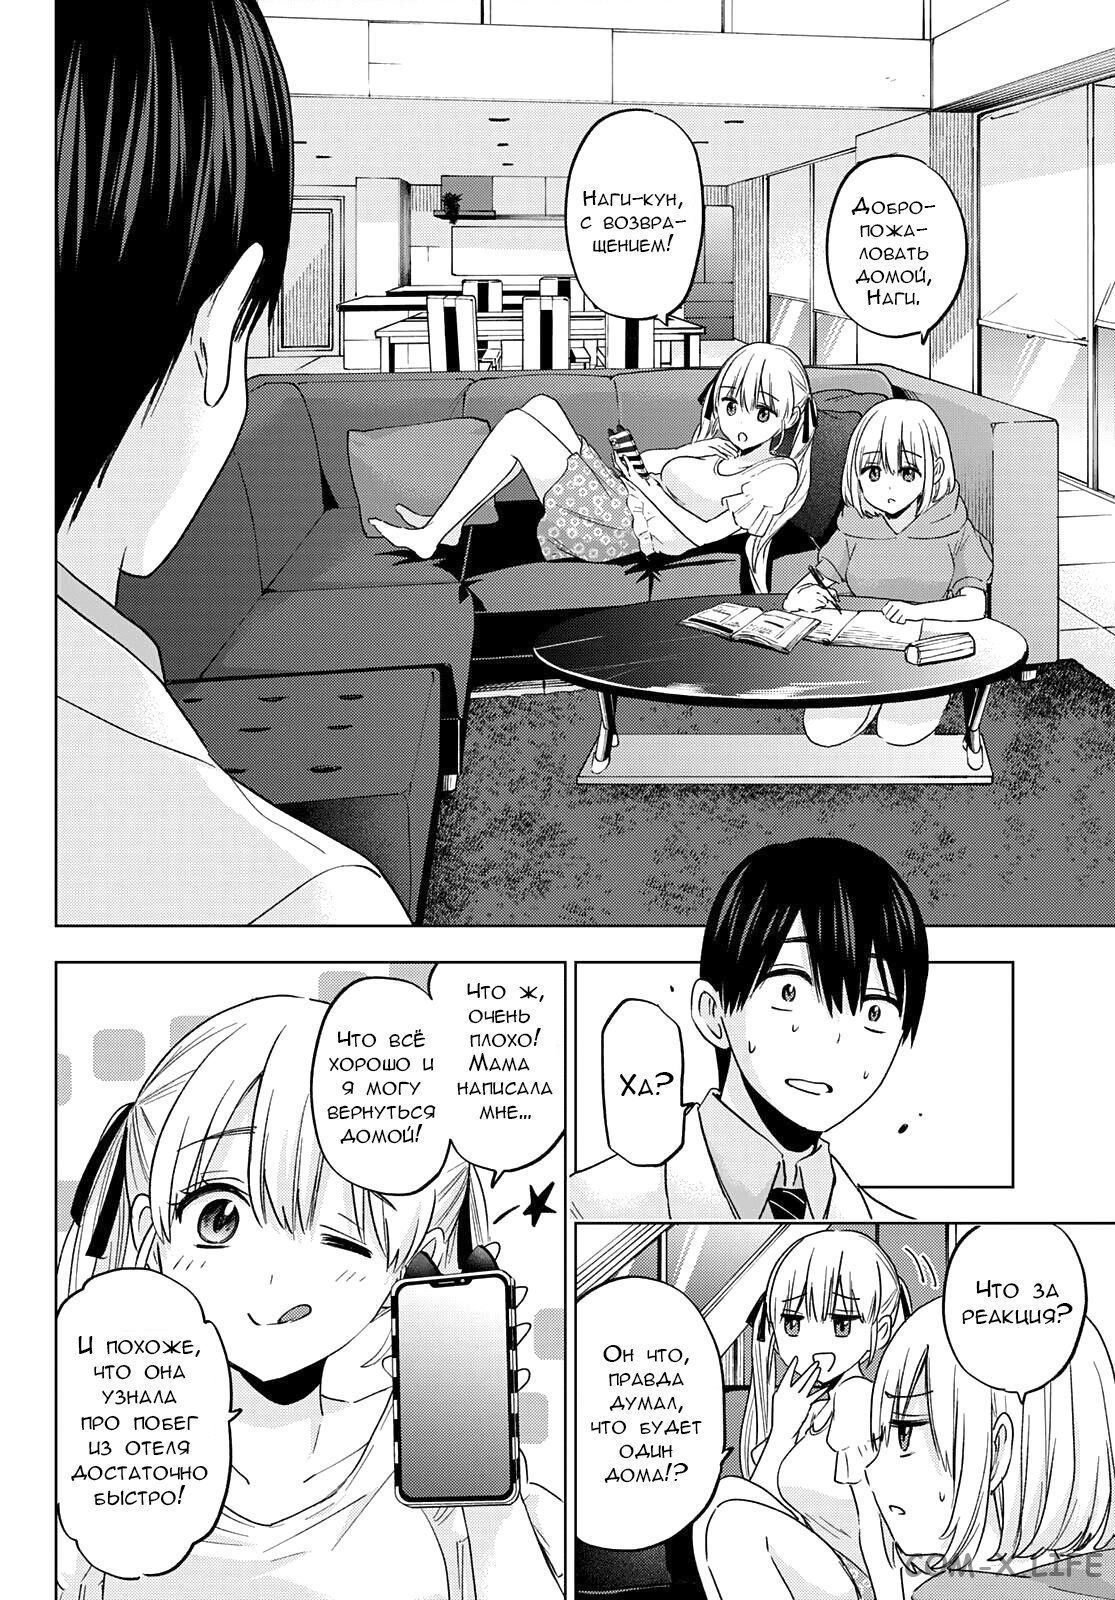 Наги-кун,
с возвра-
щением!
Добро-
пожа-
ловать
домой,
Наги.
Ха?
Что ж,
очень
плохо!
Мама
написала
мне...
Что всё
хорошо и
я могу
вернуться
домой!
И похоже,
что она
узнала
про побег
из отеля
достаточно
быстро!
Что за
реакция?
Он что,
правда
думал,
что будет
один
дома!?
COM-X LIFE